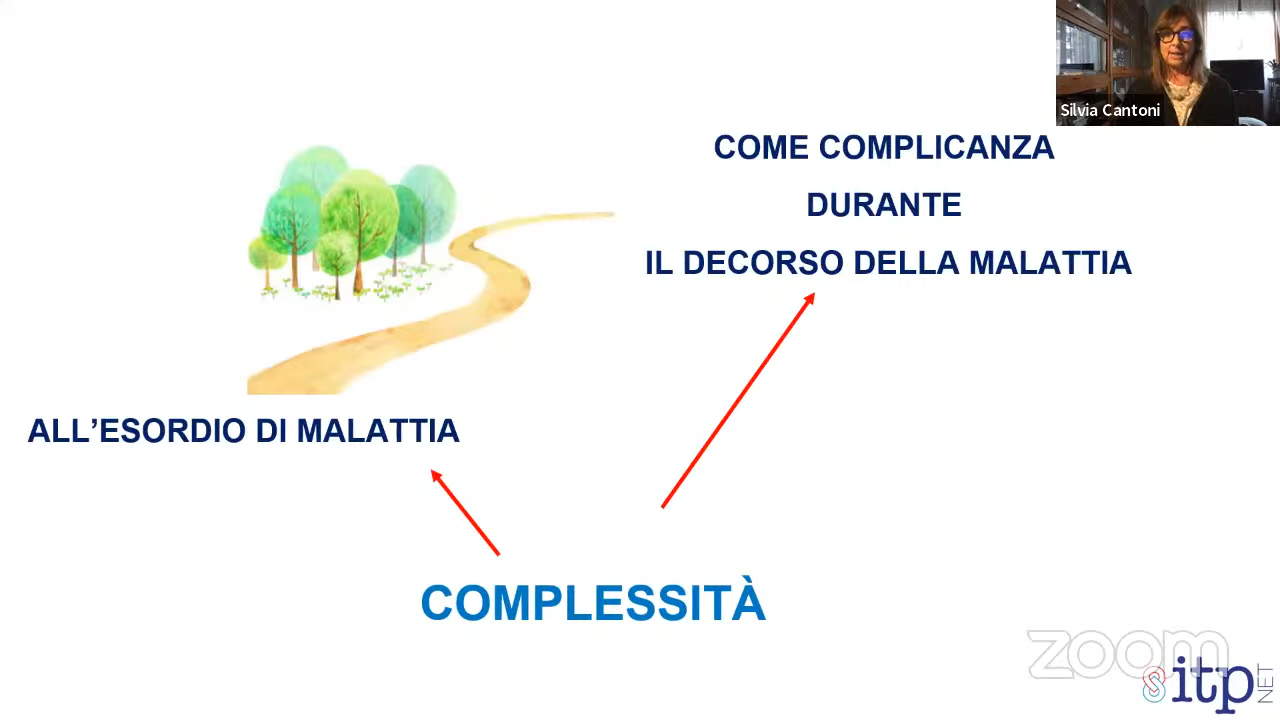 Silvia Cantoni
COME COMPLICANZA
DURANTE
IL DECORSO DELLA MALATTIA
ALL’ESORDIO DI MALATTIA
COMPLESSITÀ
zoom
itp
NET